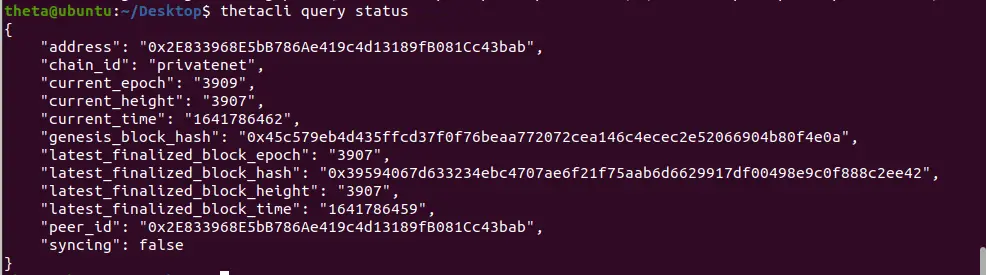 theta@ubuntu:~/Desktop$ thetacli query status
{
    "address": "0x2E833968E5bB786Ae419c4d13189fB081Cc43bab",
    "chain_id": "privatenet",
    "current_epoch": "3909",
    "current_height": "3907",
    "current_time": "1641786462",
    "genesis_block_hash": "0x45c579eb4d435ffcd37f0f76beaa772072cea146c4ecec2e52066904b80f4e0a",
    "latest_finalized_block_epoch": "3907",
    "latest_finalized_block_hash": "0x39594067d633234ebc4707ae6f21f75aab6d6629917df00498e9c0f888c2ee42",
    "latest_finalized_block_height": "3907",
    "latest_finalized_block_time": "1641786459",
    "peer_id": "0x2E833968E5bB786Ae419c4d13189fB081Cc43bab",
    "syncing": false
}